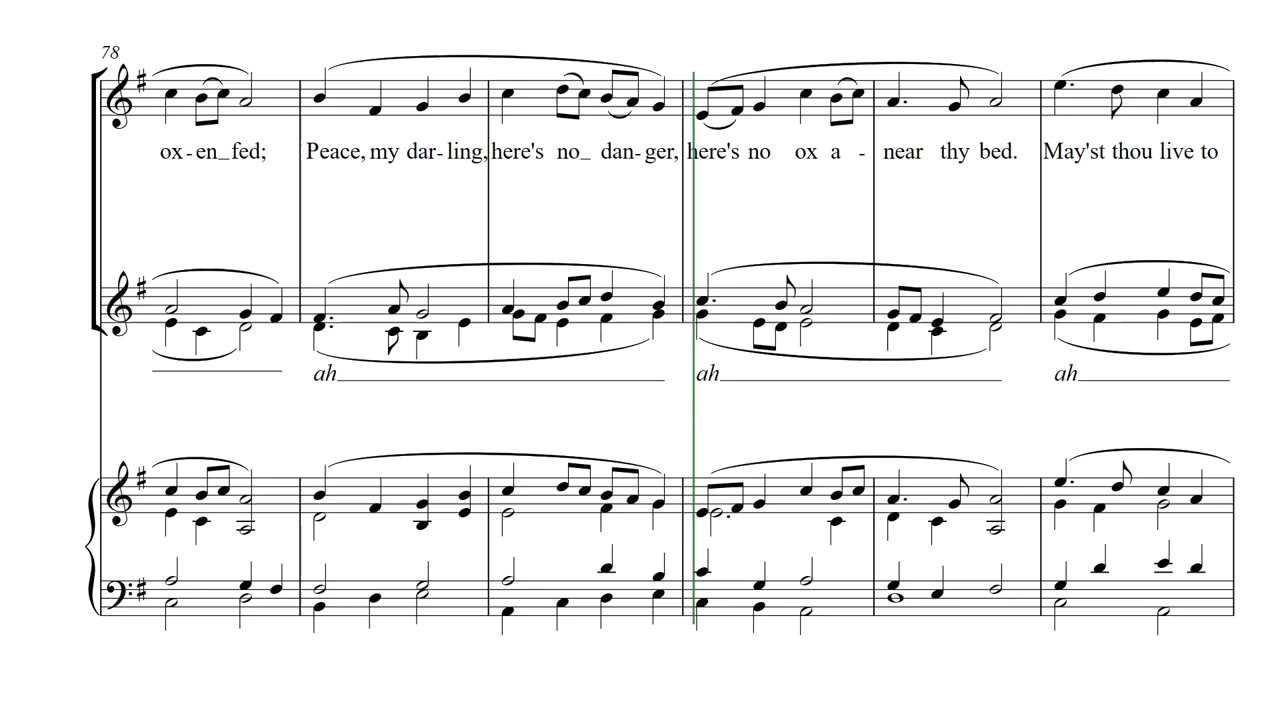 78
ox - en_ fed; Peace, my dar - ling, here's no_ dan - ger, here's no ox a - near thy bed. May'st thou live to
ah ah ah